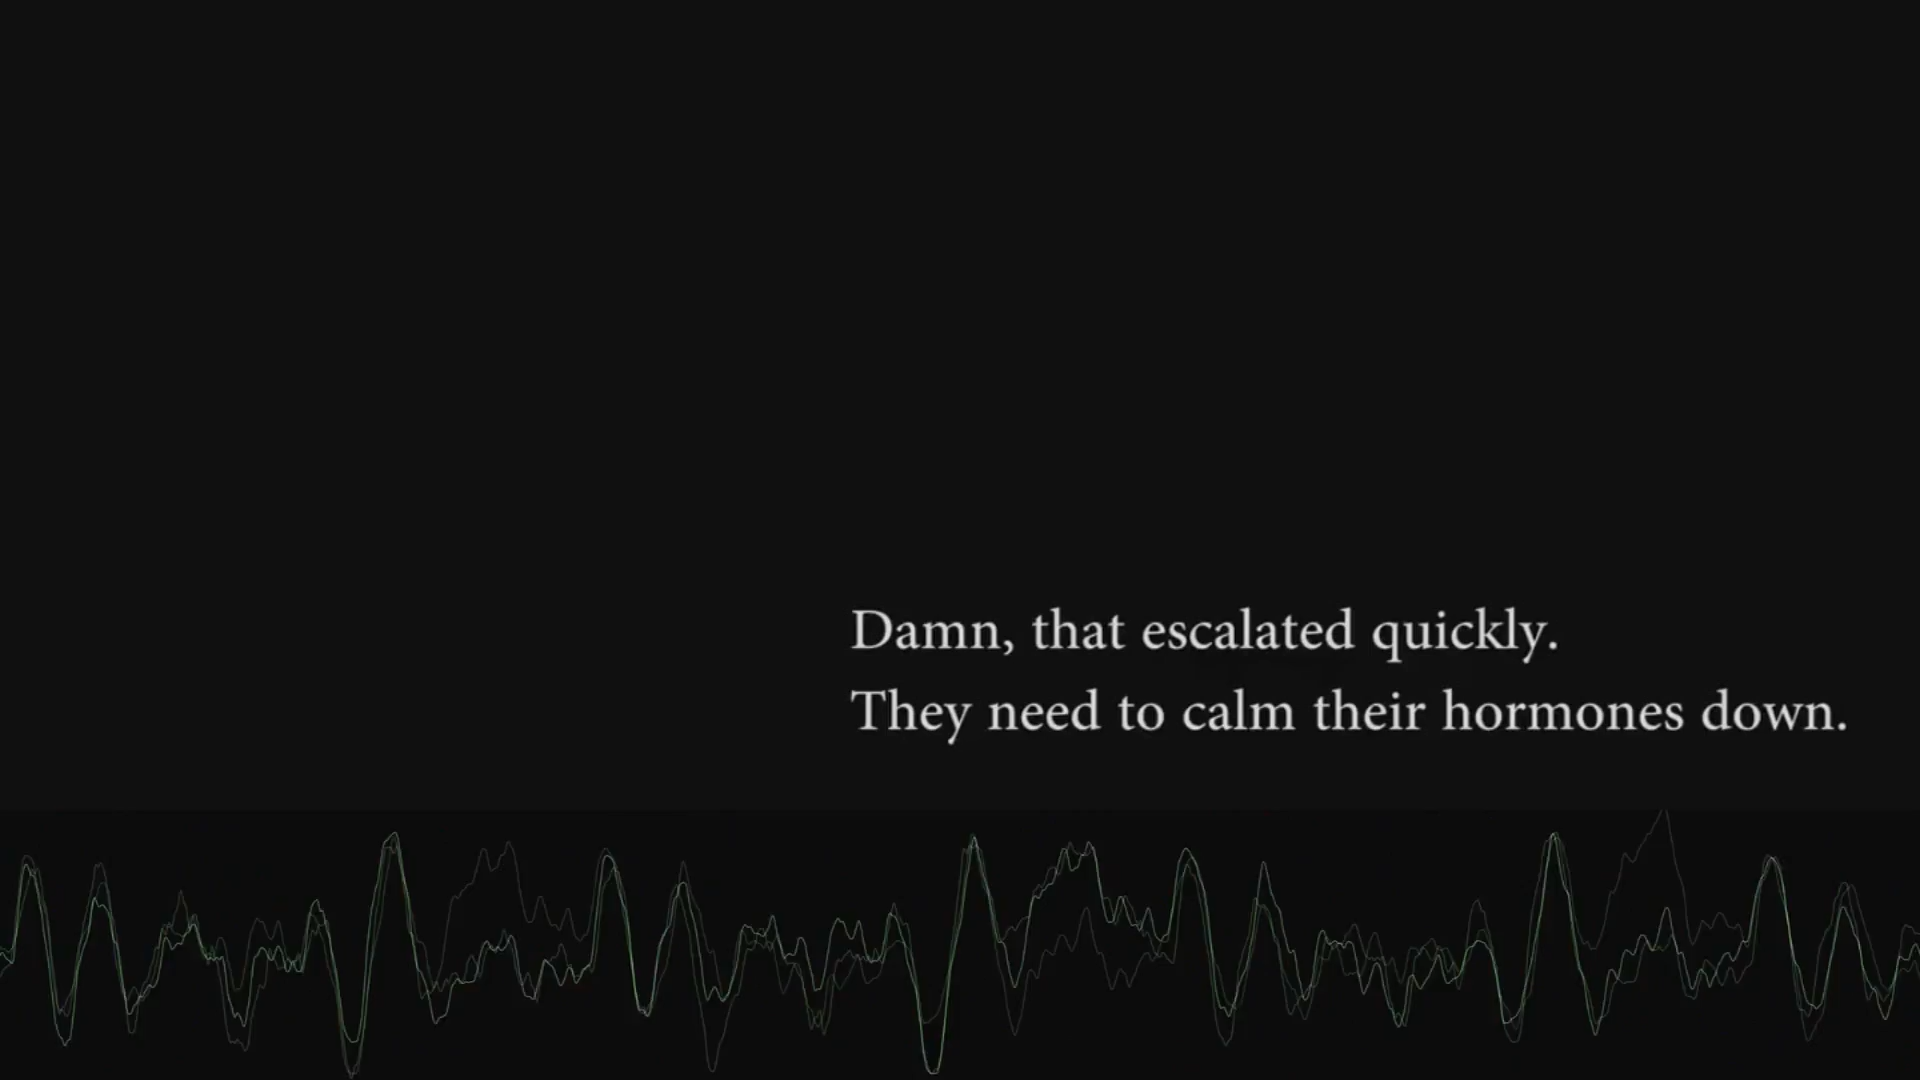 Damn, that escalated quickly.
They need to calm their hormones down.